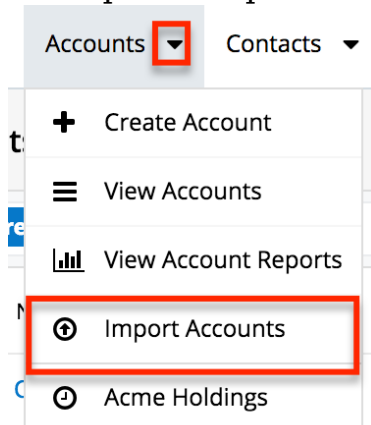 Accounts Contacts
Create Account
View Accounts
View Account Reports
Import Accounts
Acme Holdings